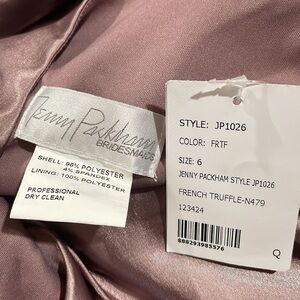 Jenny Packham
BRIDESMAIDS
SHELL: 96% POLYESTER
4% SPANDEX
LINING: 100% POLYESTER
PROFESSIONAL
DRY CLEAN
STYLE: JP1026
COLOR: FRTF
SIZE: 6
JENNY PACKHAM STYLE JP1026
FRENCH TRUFFLE-N479
123424
888293985576
Q